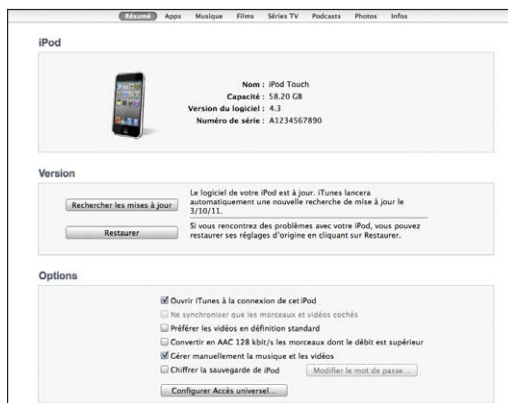 Résumé Apps Musique Films Séries TV Podcasts Photos Infos
iPod
Nom : iPod Touch
Capacité : 58.20 GB
Version du logiciel : 4.3
Numéro de série : A1234567890
Version
Rechercher les mises à jour
Le logiciel de votre iPod est à jour. iTunes lancera
automatiquement une nouvelle recherche de mise à jour le
3/10/11.
Restaurer
Si vous rencontrez des problèmes avec votre iPod, vous pouvez
restaurer ses réglages d'origine en cliquant sur Restaurer.
Options
Ouvrir iTunes à la connexion de cet iPod
Ne synchroniser que les morceaux et vidéos cochés
Préférer les vidéos en définition standard
Convertir en AAC 128 kbit/s les morceaux dont le débit est supérieur
Gérer manuellement la musique et les vidéos
Chiffrer la sauvegarde de iPod Modifier le mot de passe...
Configurer Accès universel...